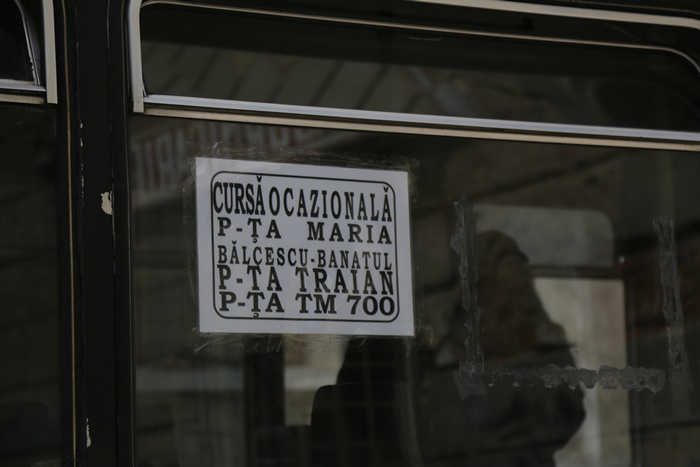 CURSĂ OCAZIONALĂ
P-ȚA MARIA
BĂLCESCU-BANATUL
P-ȚA TRAIAN
P-ȚA TM 700